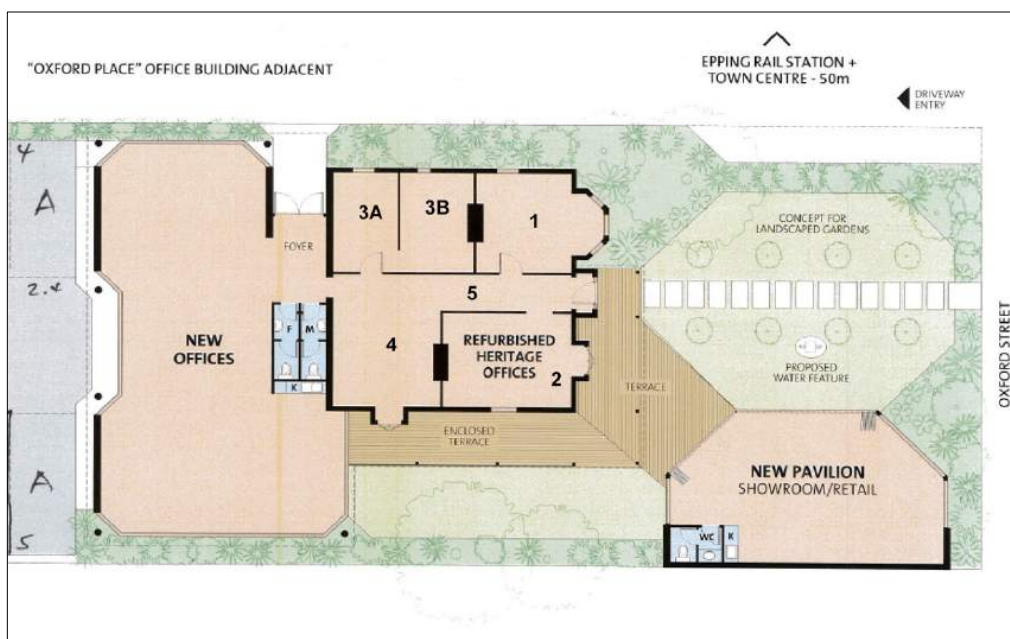 "OXFORD PLACE" OFFICE BUILDING ADJACENT
EPPING RAIL STATION +
TOWN CENTRE - 50m
DRIVEWAY
ENTRY
4
A
2.4
A
5
NEW
OFFICES
FOYER
F
M
K
3A
3B
1
5
4
REFURBISHED
HERITAGE
OFFICES
2
ENCLOSED
TERRACE
TERRACE
CONCEPT FOR
LANDSCAPED GARDENS
PROPOSED
WATER FEATURE
OXFORD STREET
NEW PAVILION
SHOWROOM/RETAIL
WC
K